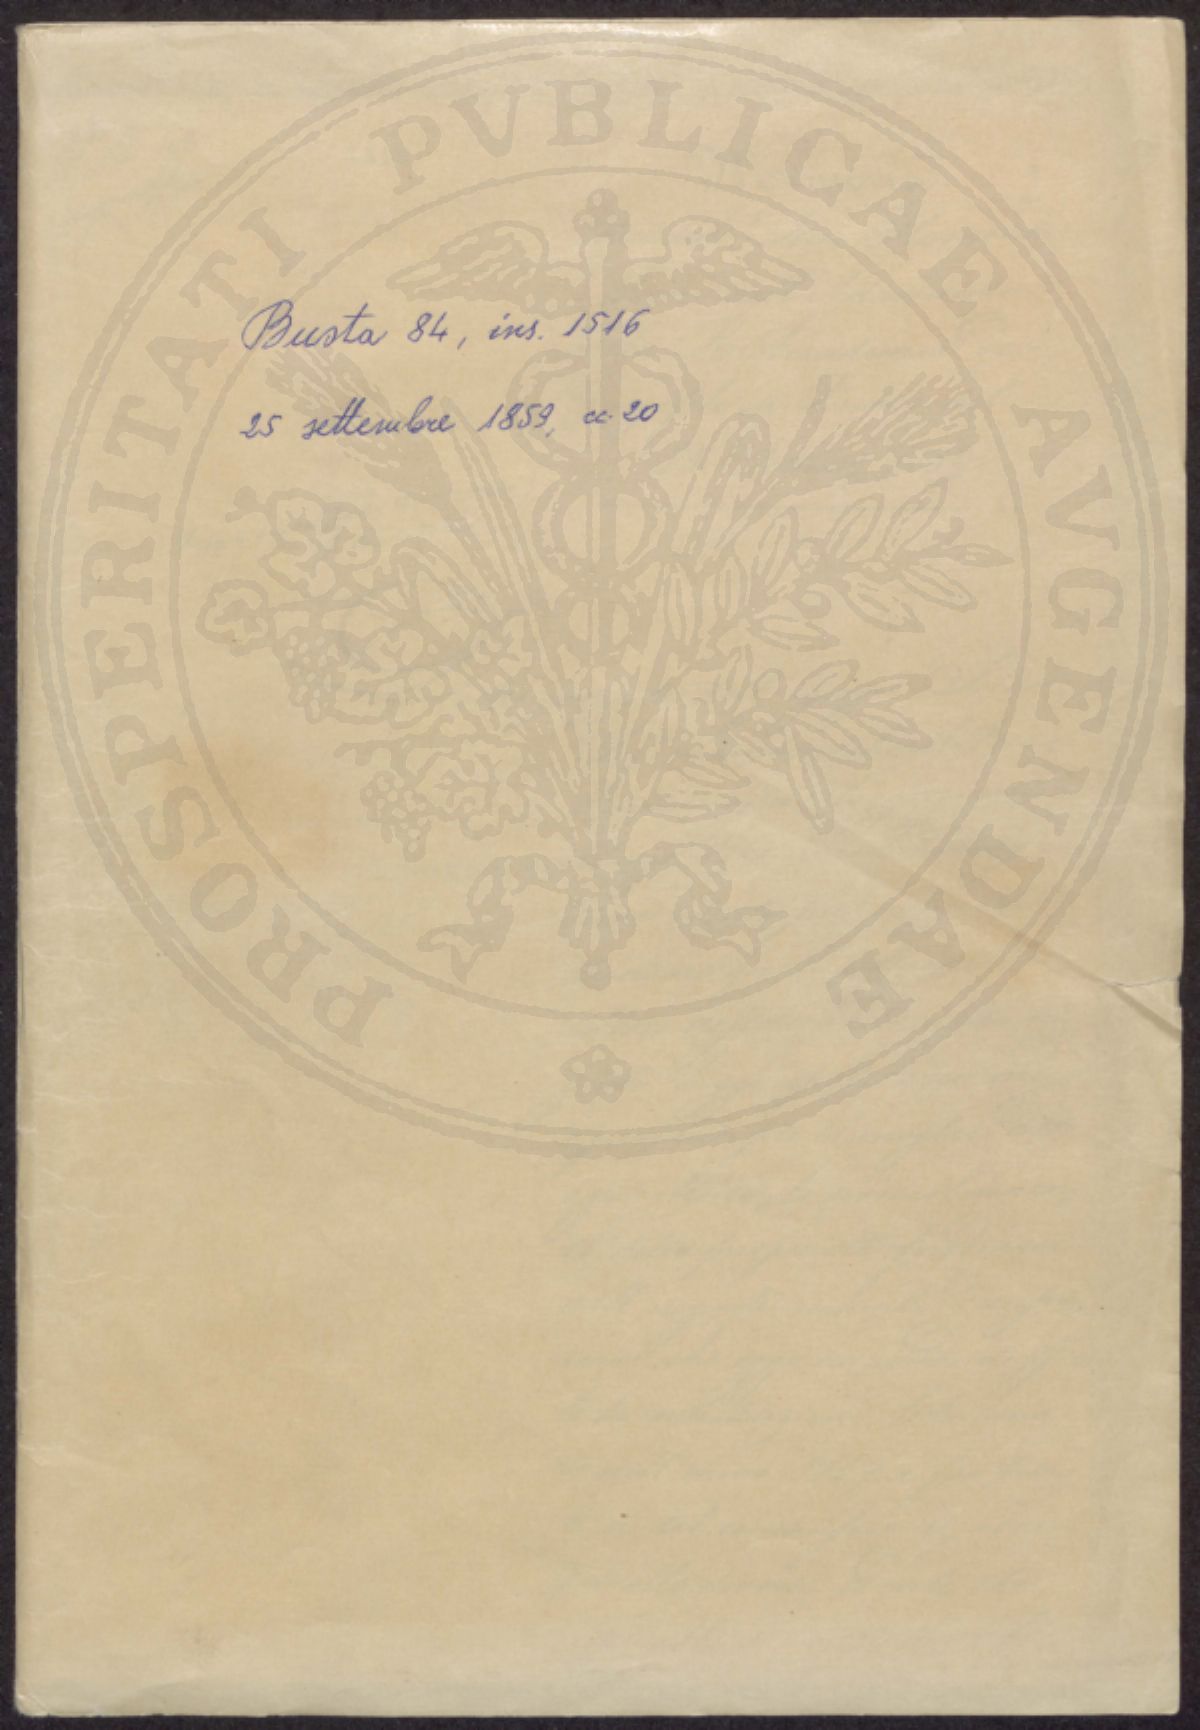 PROSPERITATI PVBLICAE AVGENDAE
Busta 84, ins. 1516
25 settembre 1859, cc. 20